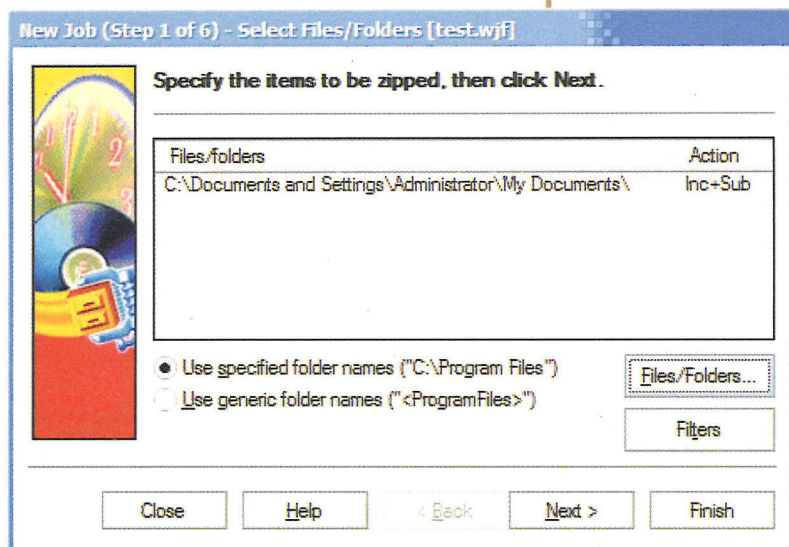 New Job (Step 1 of 6) - Select Files/Folders [test.wjf]
Specify the items to be zipped, then click Next.
Files/folders Action
C:\Documents and Settings\Administrator\My Documents\ Inc+Sub
Use specified folder names ("C:\Program Files")
Use generic folder names ("<ProgramFiles>")
Files/Folders...
Filters
Close Help < Back Next > Finish